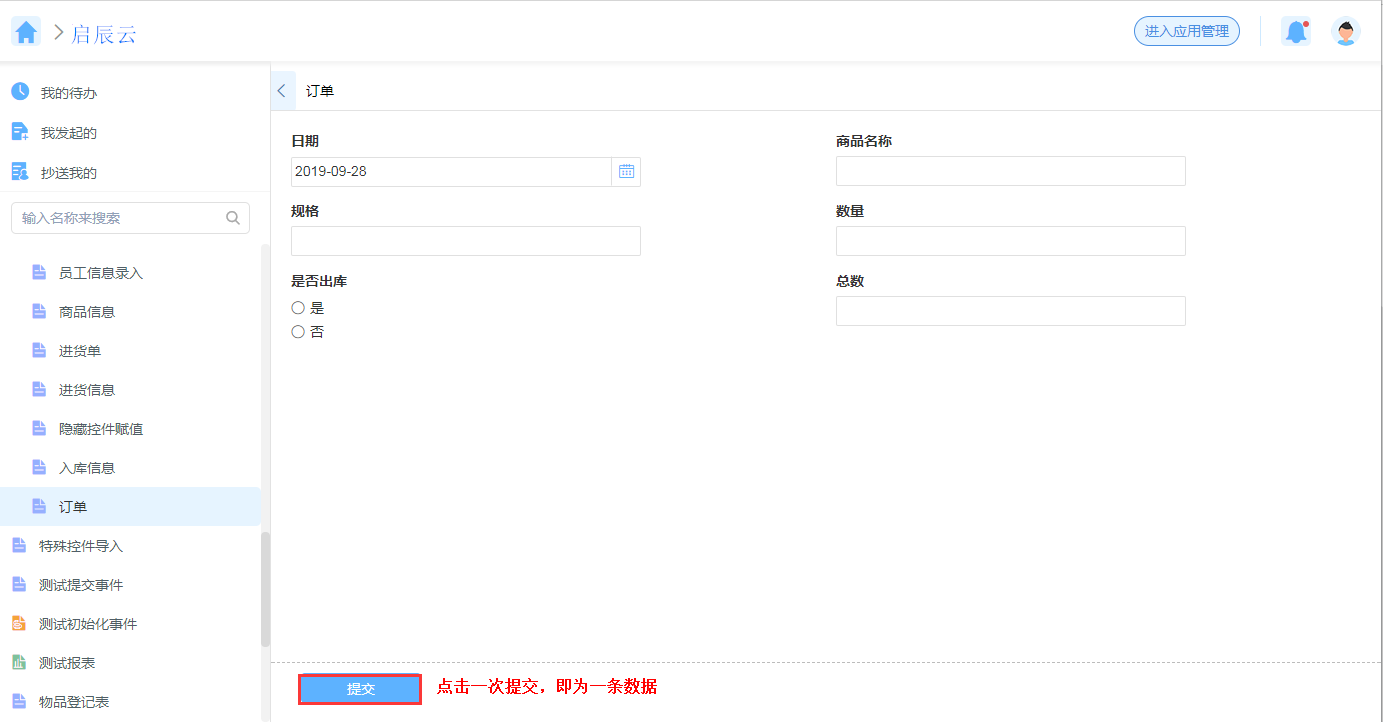 启辰云
进入应用管理
我的待办
我发起的
抄送我的
输入名称来搜索
员工信息录入
商品信息
进货单
进货信息
隐藏控件赋值
入库信息
订单
特殊控件导入
测试提交事件
测试初始化事件
测试报表
物品登记表
订单
日期
2019-09-28
商品名称
规格
数量
是否出库
是
否
总数
提交
点击一次提交，即为一条数据